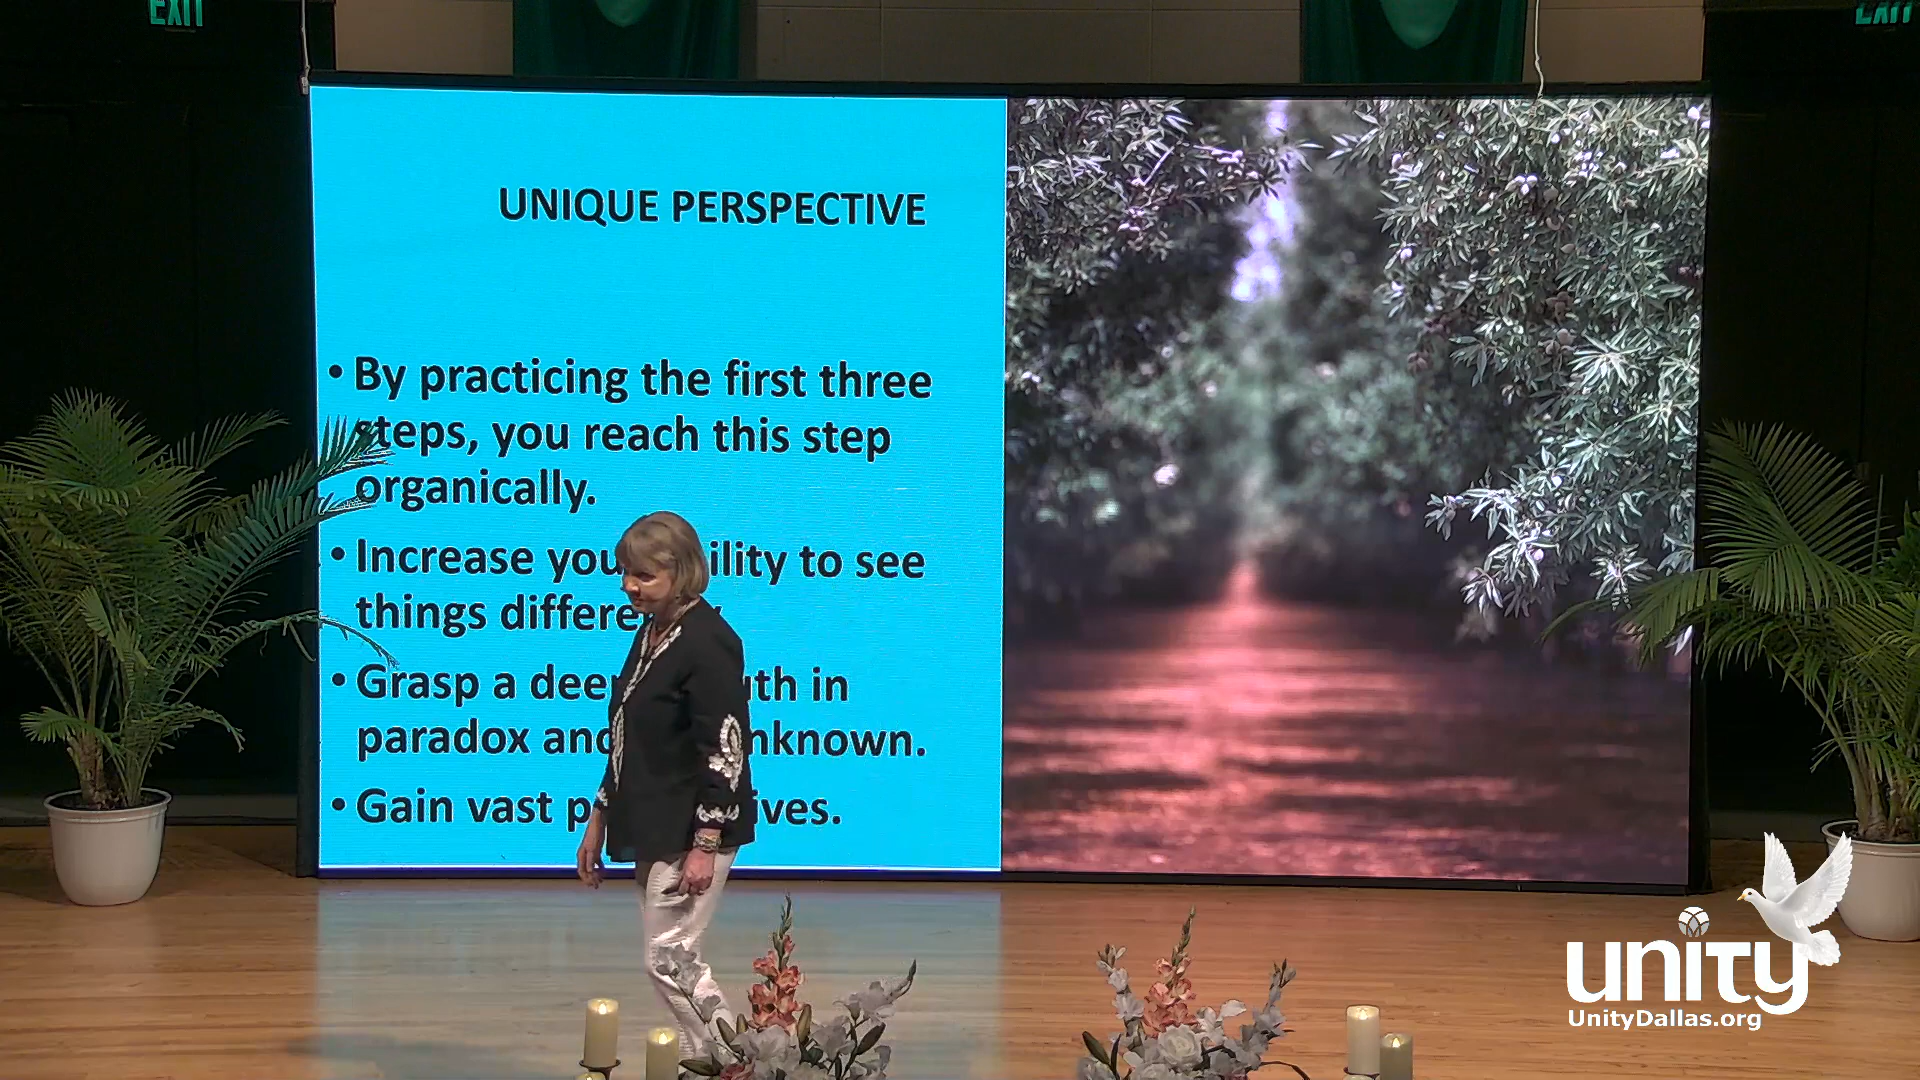 EXIT
EXIT
UNIQUE PERSPECTIVE
• By practicing the first three
steps, you reach this step
organically.
• Increase you ility to see
things differe
• Grasp a dee th in
paradox and nknown.
• Gain vast p ives.
unity
UnityDallas.org